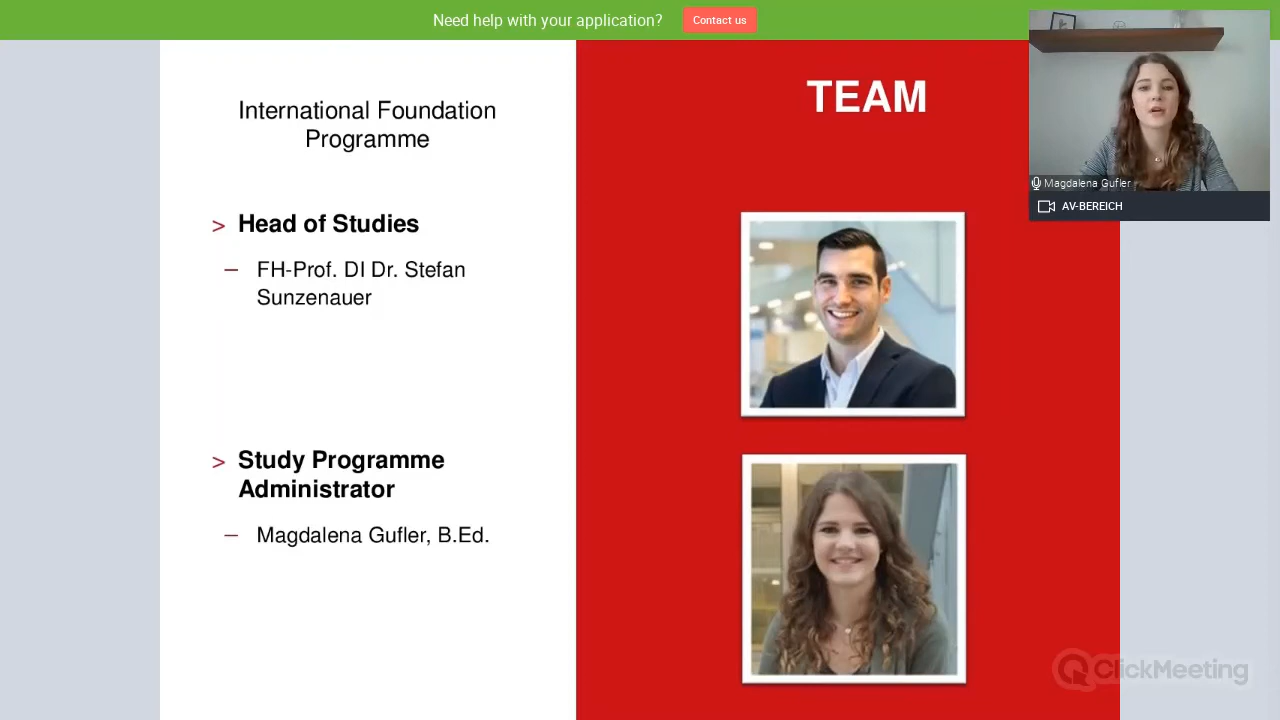 Need help with your application?
Contact us
International Foundation
Programme
> Head of Studies
– FH-Prof. DI Dr. Stefan
Sunzenauer
> Study Programme
Administrator
– Magdalena Gufler, B.Ed.
TEAM
Magdalena Gufler
AV-BEREICH
ClickMeeting